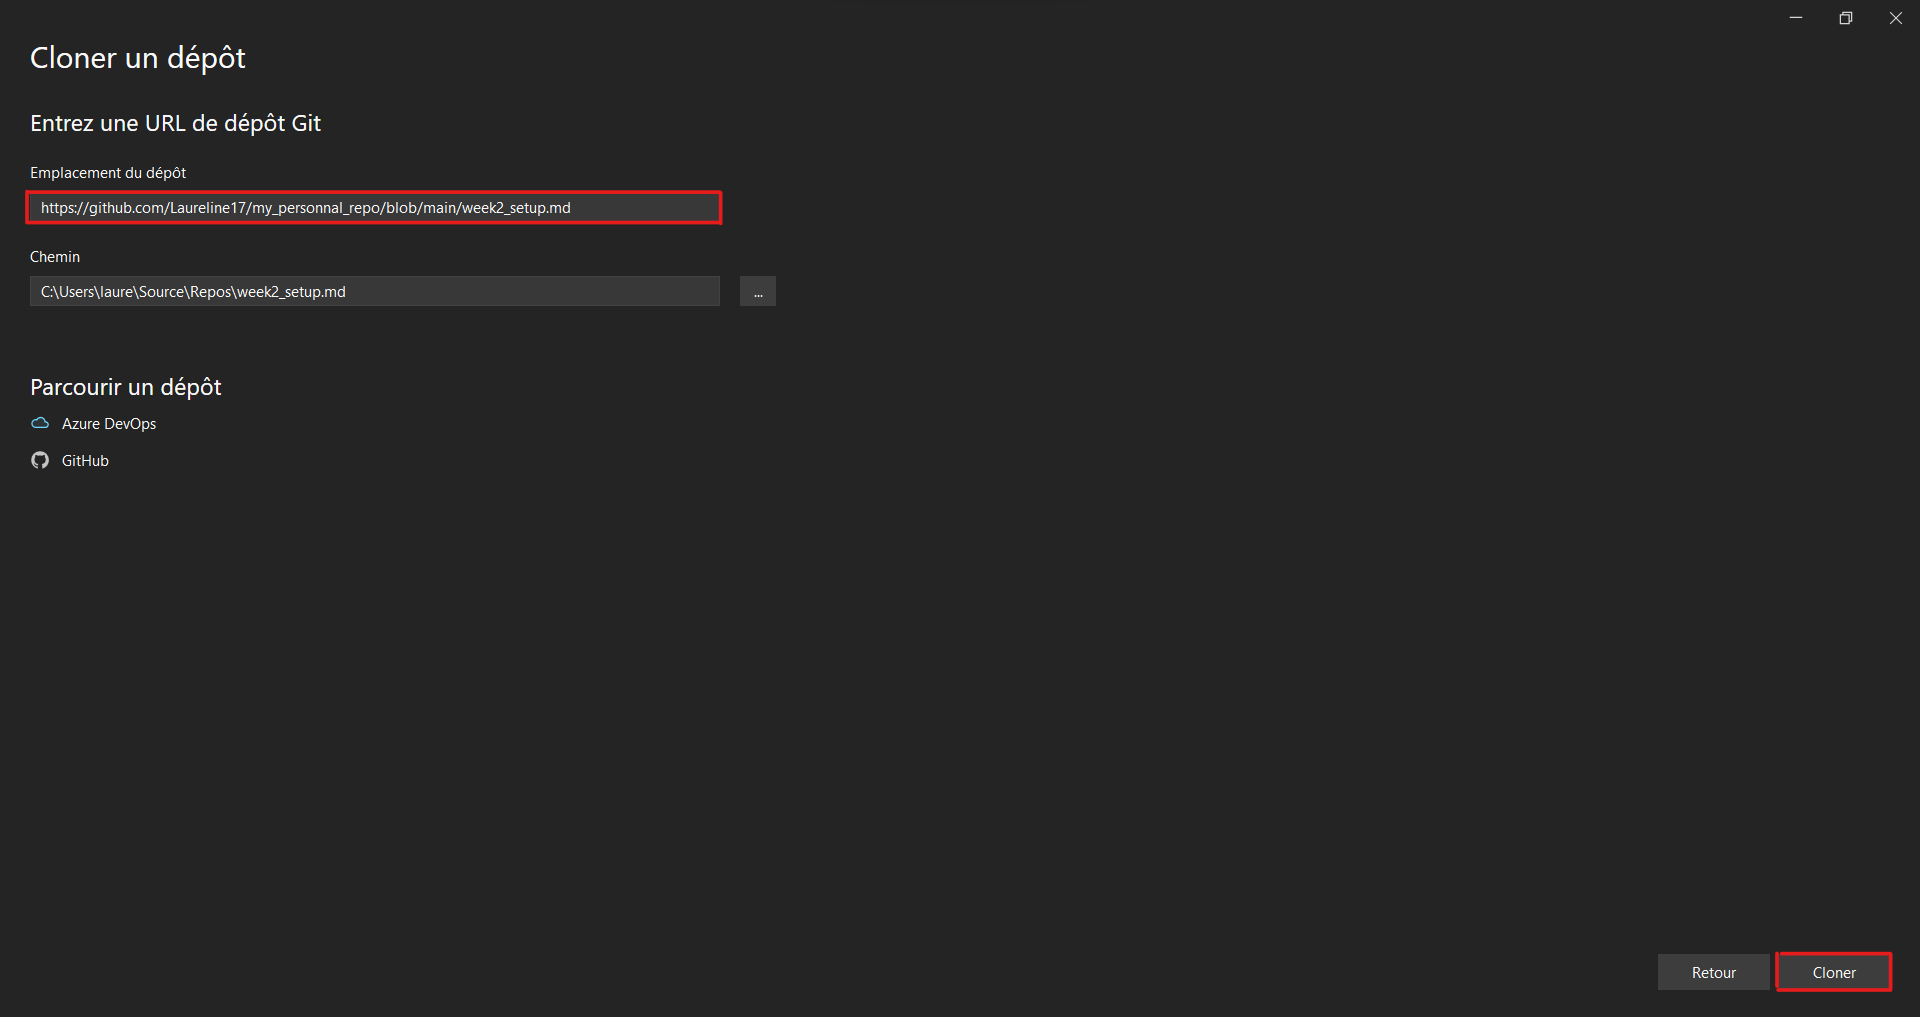 Cloner un dépôt
Entrez une URL de dépôt Git
Emplacement du dépôt
https://github.com/Laureline17/my_personnal_repo/blob/main/week2_setup.md
Chemin
C:\Users\laure\Source\Repos\week2_setup.md
...
Parcourir un dépôt
Azure DevOps
GitHub
Retour
Cloner